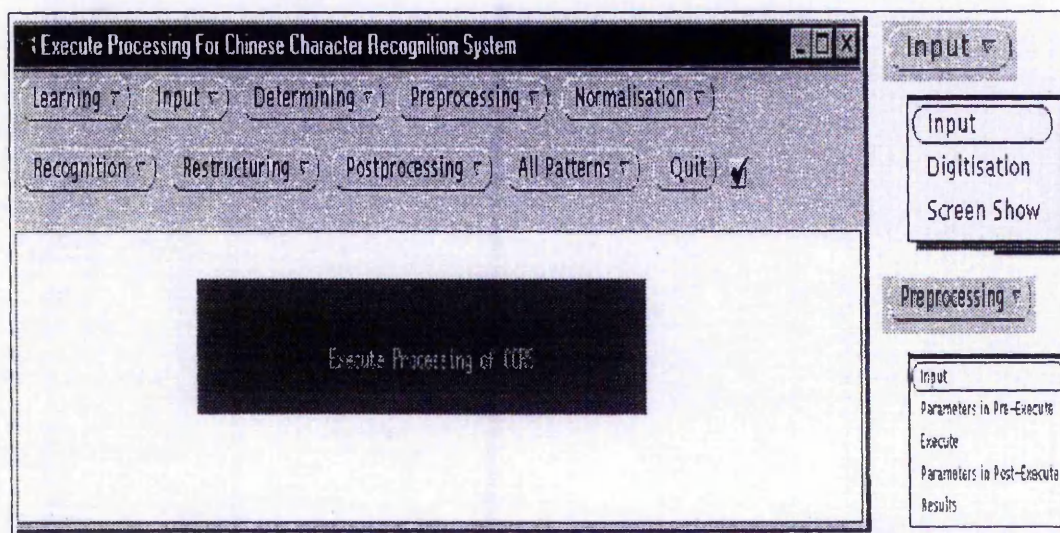 Execute Processing For Chinese Character Recognition System
Learning Input Determining Preprocessing Normalisation
Recognition Restructuring Postprocessing All Patterns Quit
Execute Processing of CCRS
Input
Input
Digitisation
Screen Show
Preprocessing
Input
Parameters in Pre-Execute
Execute
Parameters in Post-Execute
Results